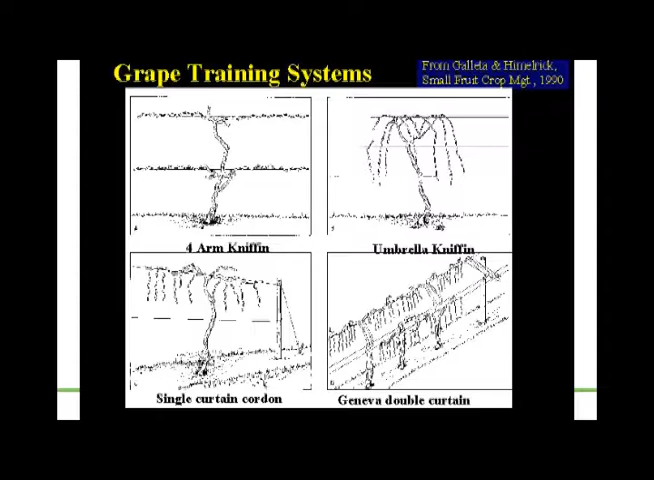 Grape Training Systems
From Galleta & Himelrick,
Small Fruit Crop Mgt., 1990
4 Arm Kniffin
Umbrella Kniffin
Single curtain cordon
Geneva double curtain